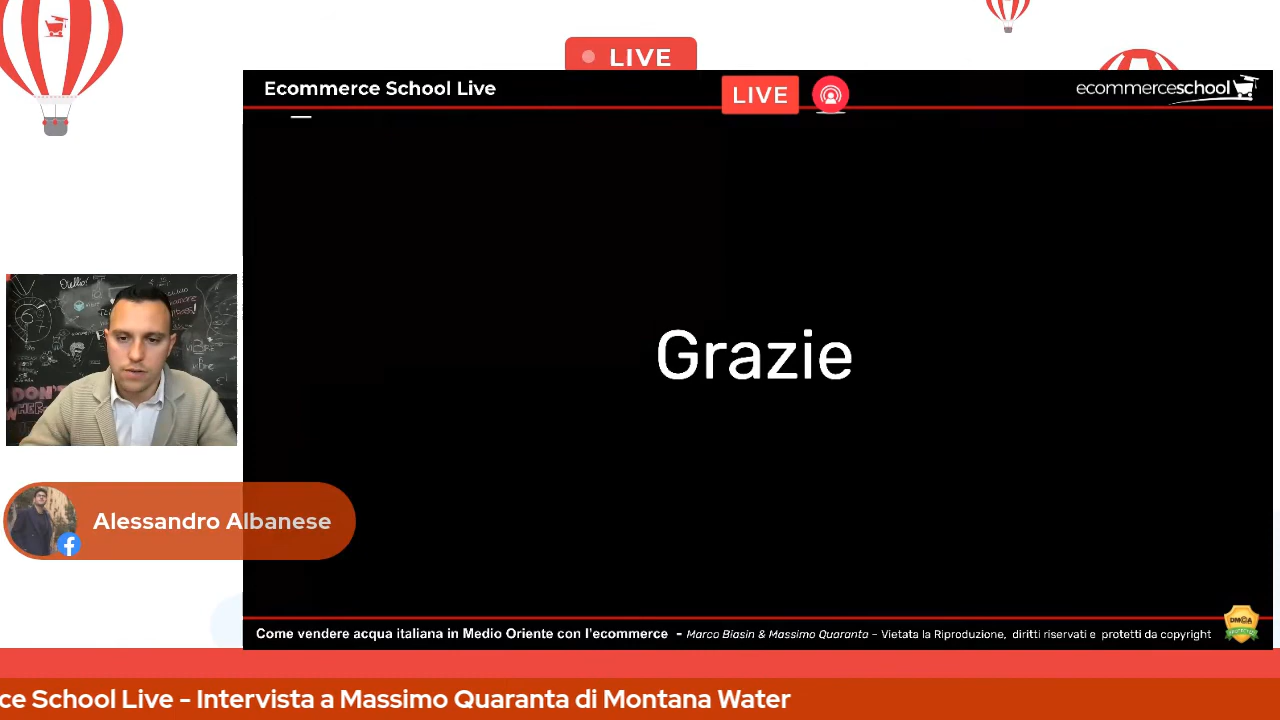 LIVE
Ecommerce School Live
LIVE
ecommerceschool
Grazie
DON'T
Alessandro Albanese
Come vendere acqua italiana in Medio Oriente con l'ecommerce - Marco Biasin & Massimo Quaranta - Vietata la Riproduzione, diritti riservati e protetti da copyright
DMCA
ce School Live - Intervista a Massimo Quaranta di Montana Water